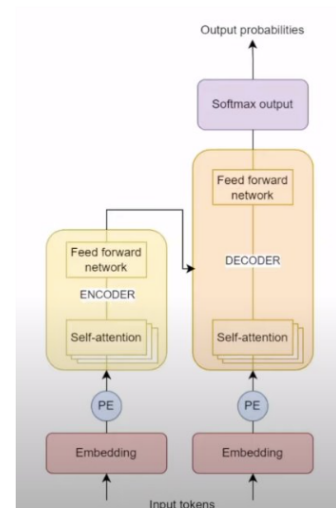 Output probabilities
Softmax output
Feed forward
network
DECODER
Self-attention
PE
Embedding
Feed forward
network
ENCODER
Self-attention
PE
Embedding
Input tokens